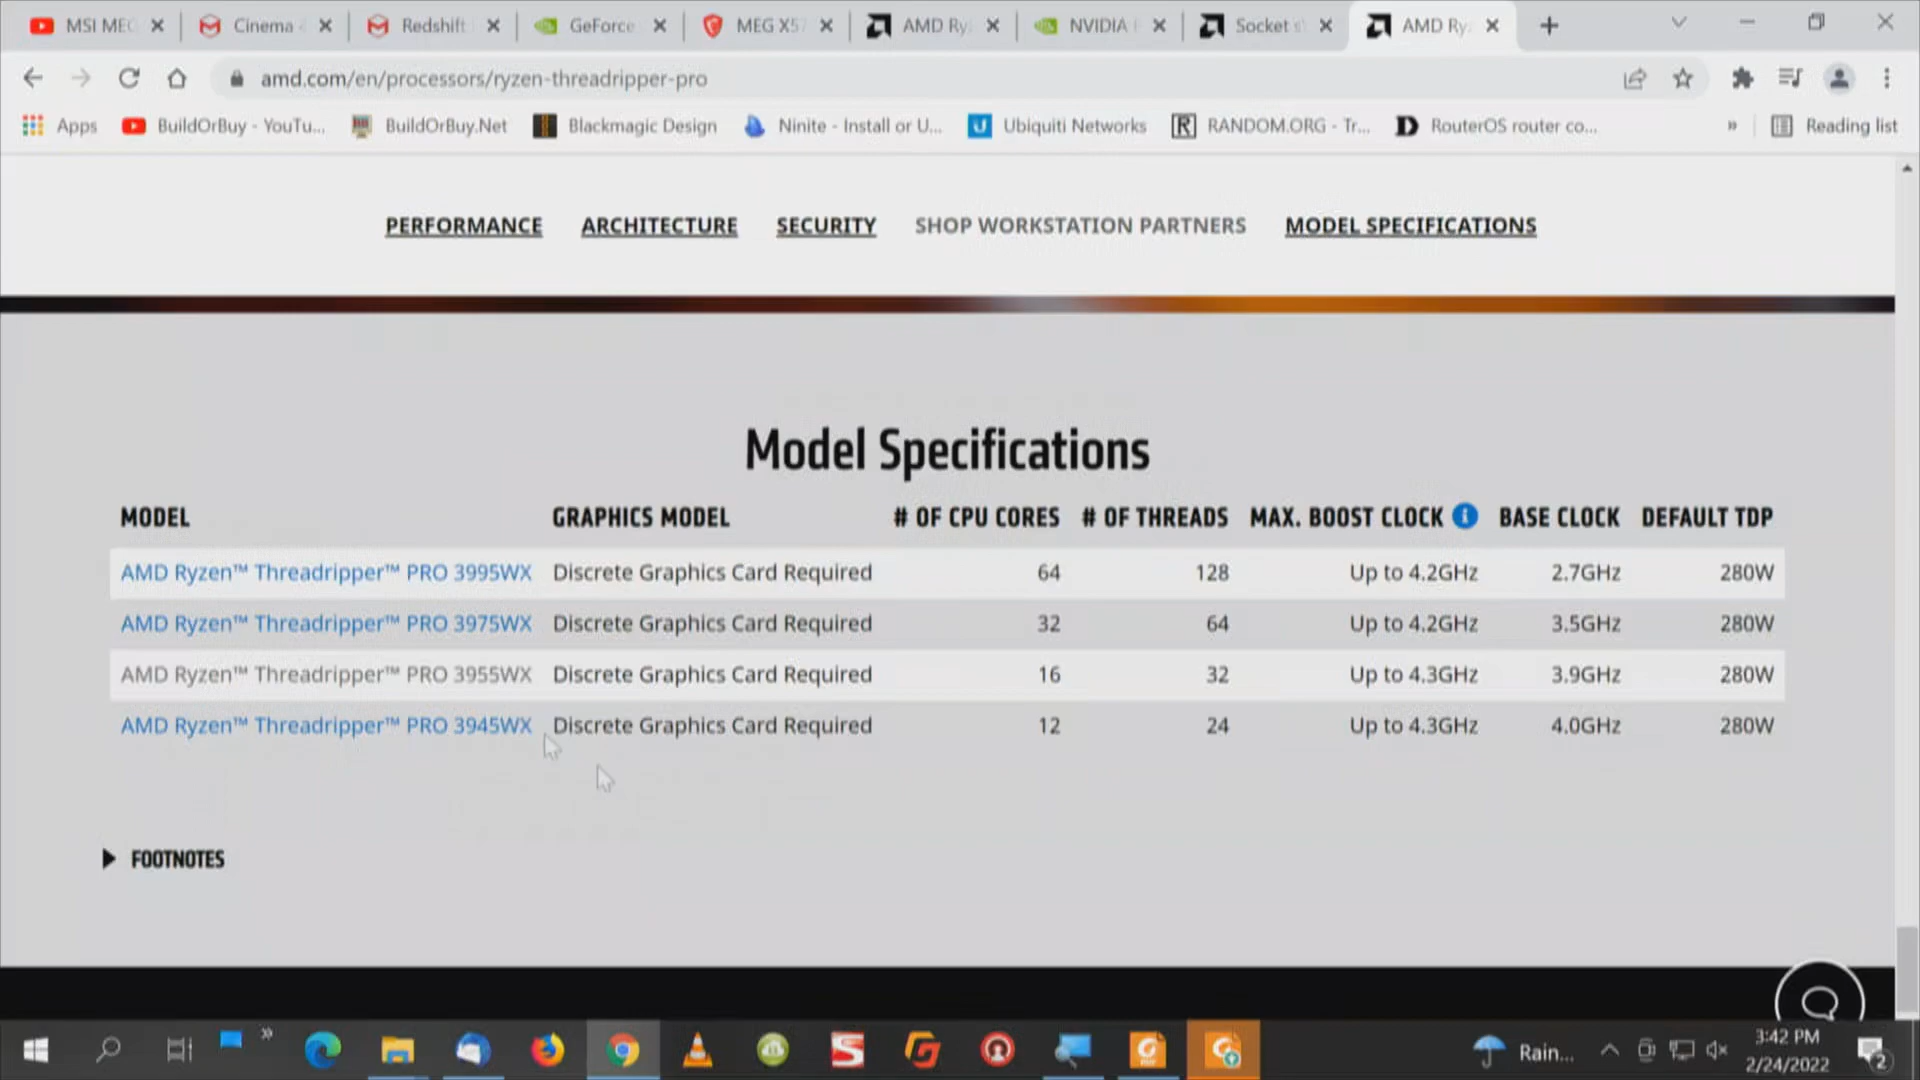 MSI MEG
Cinema
Redshift
GeForce
MEG X57
AMD Ry
NVIDIA
Socket s
AMD Ry
amd.com/en/processors/ryzen-threadripper-pro
Apps
BuildOrBuy - YouTu...
BuildOrBuy.Net
Blackmagic Design
Ninite - Install or U...
Ubiquiti Networks
RANDOM.ORG - Tr...
RouterOS router co...
»
Reading list
PERFORMANCE ARCHITECTURE SECURITY SHOP WORKSTATION PARTNERS MODEL SPECIFICATIONS
Model Specifications
MODEL GRAPHICS MODEL # OF CPU CORES # OF THREADS MAX. BOOST CLOCK BASE CLOCK DEFAULT TDP
AMD Ryzen™ Threadripper™ PRO 3995WX Discrete Graphics Card Required 64 128 Up to 4.2GHz 2.7GHz 280W
AMD Ryzen™ Threadripper™ PRO 3975WX Discrete Graphics Card Required 32 64 Up to 4.2GHz 3.5GHz 280W
AMD Ryzen™ Threadripper™ PRO 3955WX Discrete Graphics Card Required 16 32 Up to 4.3GHz 3.9GHz 280W
AMD Ryzen™ Threadripper™ PRO 3945WX Discrete Graphics Card Required 12 24 Up to 4.3GHz 4.0GHz 280W
FOOTNOTES
Rain...
3:42 PM
2/24/2022
2